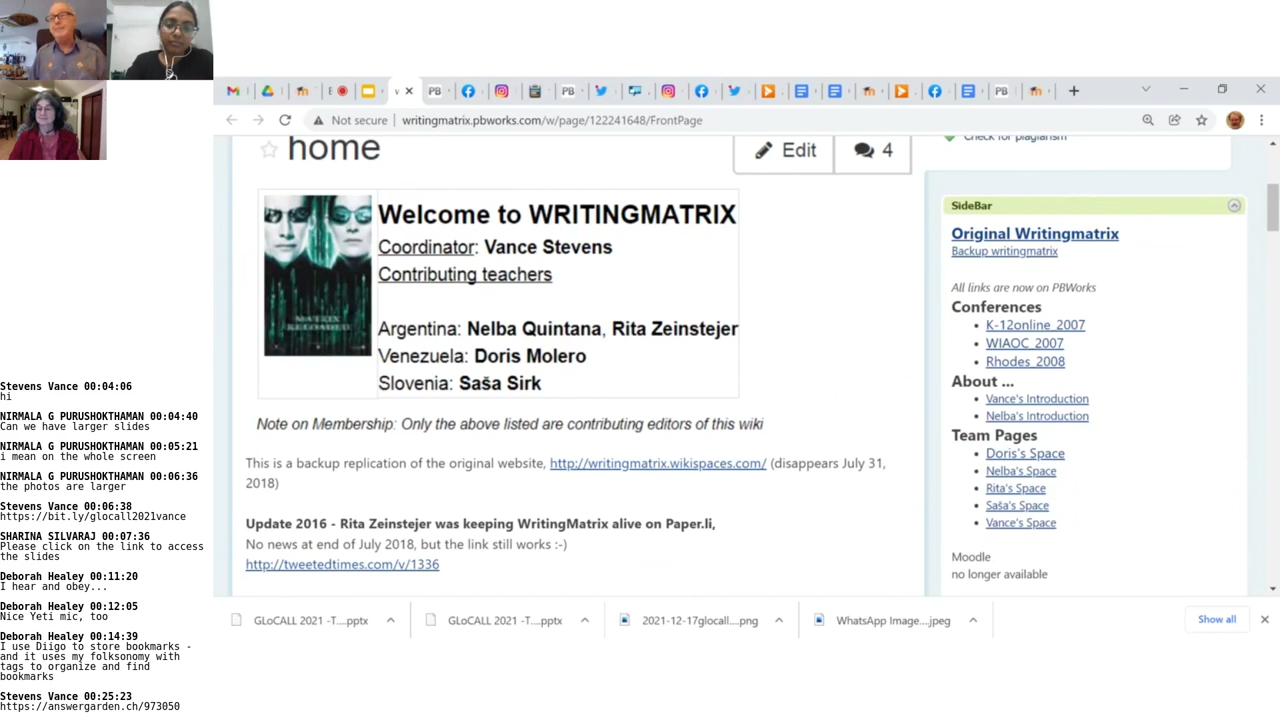 Not secure
writingmatrix.pbworks.com/w/page/122241648/FrontPage
home
Edit
4
Check for plagiarism
MATRIX
RELOADED
Welcome to WRITINGMATRIX
Coordinator: Vance Stevens
Contributing teachers
Argentina: Nelba Quintana, Rita Zeinstejer
Venezuela: Doris Molero
Slovenia: Saša Sirk
Note on Membership: Only the above listed are contributing editors of this wiki
This is a backup replication of the original website, http://writingmatrix.wikispaces.com/ (disappears July 31,
2018)
Update 2016 - Rita Zeinstejer was keeping WritingMatrix alive on Paper.li,
No news at end of July 2018, but the link still works :-)
http://tweetedtimes.com/v/1336
SideBar
Original Writingmatrix
Backup writingmatrix
All links are now on PBWorks
Conferences
K-12online_2007
WIAOC_2007
Rhodes_2008
About ...
Vance's Introduction
Nelba's Introduction
Team Pages
Doris's Space
Nelba's Space
Rita's Space
Saša's Space
Vance's Space
Moodle
no longer available
GLoCALL 2021 -T....pptx
GLoCALL 2021 -T....pptx
2021-12-17glocall....png
WhatsApp Image....jpeg
Show all
Stevens Vance 00:04:06
hi
NIRMALA G PURUSHOKTHAMAN 00:04:40
Can we have larger slides
NIRMALA G PURUSHOKTHAMAN 00:05:21
i mean on the whole screen
NIRMALA G PURUSHOKTHAMAN 00:06:36
the photos are larger
Stevens Vance 00:06:38
https://bit.ly/glocall2021vance
SHARINA SILVARAJ 00:07:36
Please click on the link to access
the slides
Deborah Healey 00:11:20
I hear and obey...
Deborah Healey 00:12:05
Nice Yeti mic, too
Deborah Healey 00:14:39
I use Diigo to store bookmarks -
and it uses my folksonomy with
tags to organize and find
bookmarks
Stevens Vance 00:25:23
https://answergarden.ch/973050